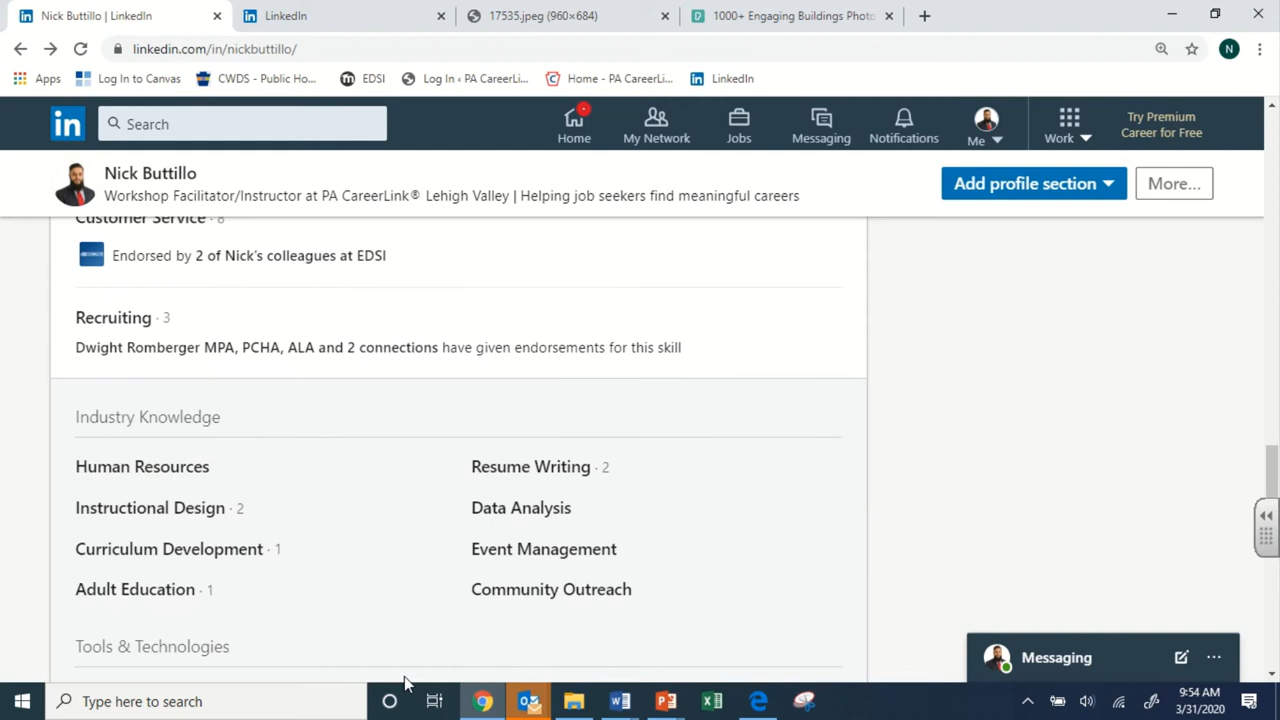 Nick Buttillo | LinkedIn
LinkedIn
17535.jpeg (960×684)
1000+ Engaging Buildings Photo
linkedin.com/in/nickbuttillo/
N
Apps
Log In to Canvas
CWDS - Public Ho...
EDSI
Log In ‹ PA CareerLi...
Home - PA CareerLi...
LinkedIn
in
Search
Home
My Network
Jobs
Messaging
Notifications
Me
Work
Try Premium
Career for Free
Nick Buttillo
Workshop Facilitator/Instructor at PA CareerLink® Lehigh Valley | Helping job seekers find meaningful careers
Add profile section
More...
Customer Service · 8
Endorsed by 2 of Nick's colleagues at EDSI
Recruiting · 3
Dwight Romberger MPA, PCHA, ALA and 2 connections have given endorsements for this skill
Industry Knowledge
Human Resources
Resume Writing · 2
Instructional Design · 2
Data Analysis
Curriculum Development · 1
Event Management
Adult Education · 1
Community Outreach
Tools & Technologies
Messaging
Type here to search
9:54 AM
3/31/2020